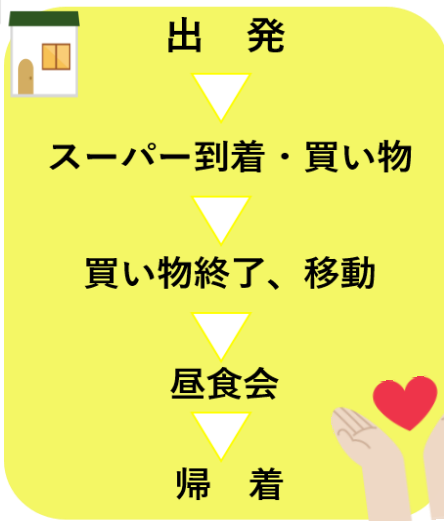 出　発
スーパー到着・買い物
買い物終了、移動
昼食会
帰　着